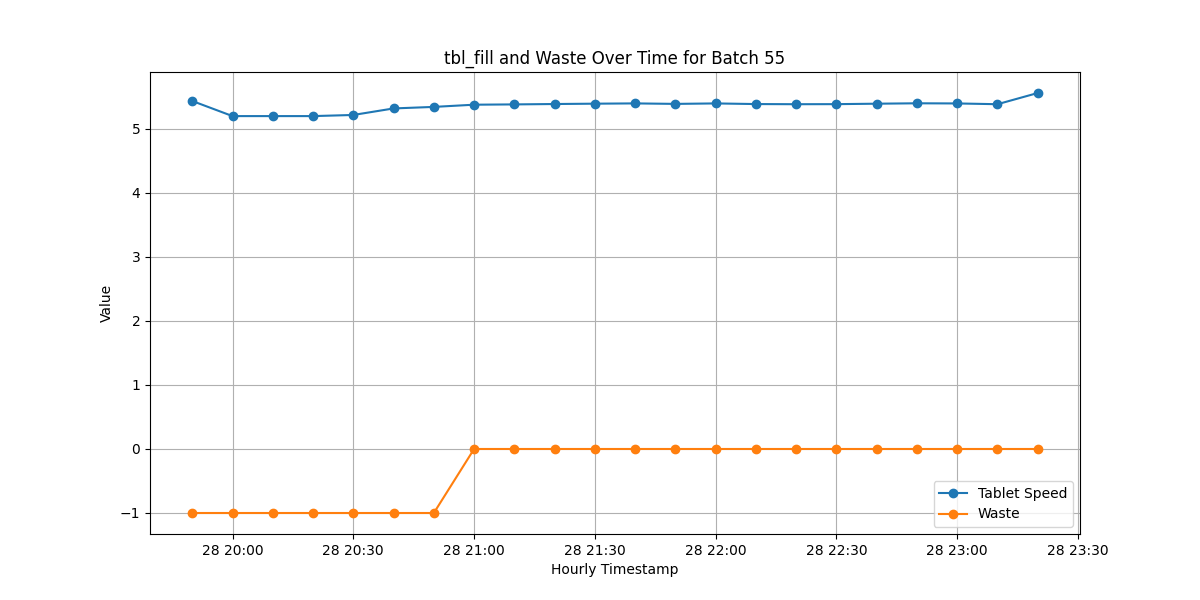 tbl_fill and Waste Over Time for Batch 55
Value
5
4
3
2
1
0
−1
Tablet Speed
Waste
28 20:00 28 20:30 28 21:00 28 21:30 28 22:00 28 22:30 28 23:00 28 23:30
Hourly Timestamp